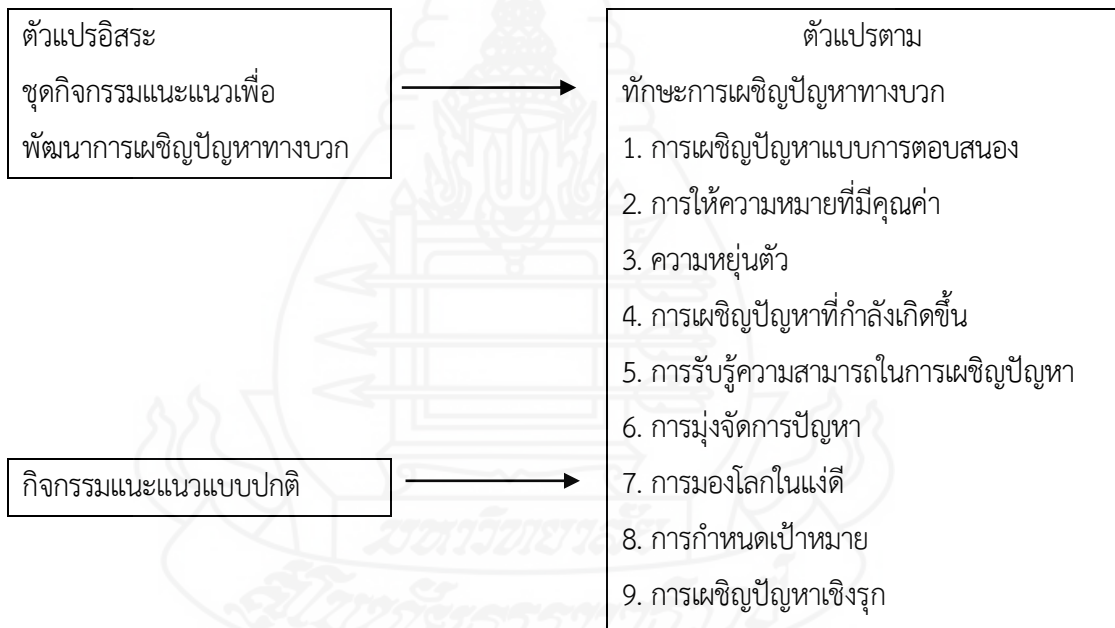 ตัวแปรอิสระ
ชุดกิจกรรมแนะแนวเพื่อ
พัฒนาการเผชิญปัญหาทางบวก
กิจกรรมแนะแนวแบบปกติ
ตัวแปรตาม
ทักษะการเผชิญปัญหาทางบวก
1. การเผชิญปัญหาแบบการตอบสนอง
2. การให้ความหมายที่มีคุณค่า
3. ความหยุ่นตัว
4. การเผชิญปัญหาที่กำลังเกิดขึ้น
5. การรับรู้ความสามารถในการเผชิญปัญหา
6. การมุ่งจัดการปัญหา
7. การมองโลกในแง่ดี
8. การกำหนดเป้าหมาย
9. การเผชิญปัญหาเชิงรุก